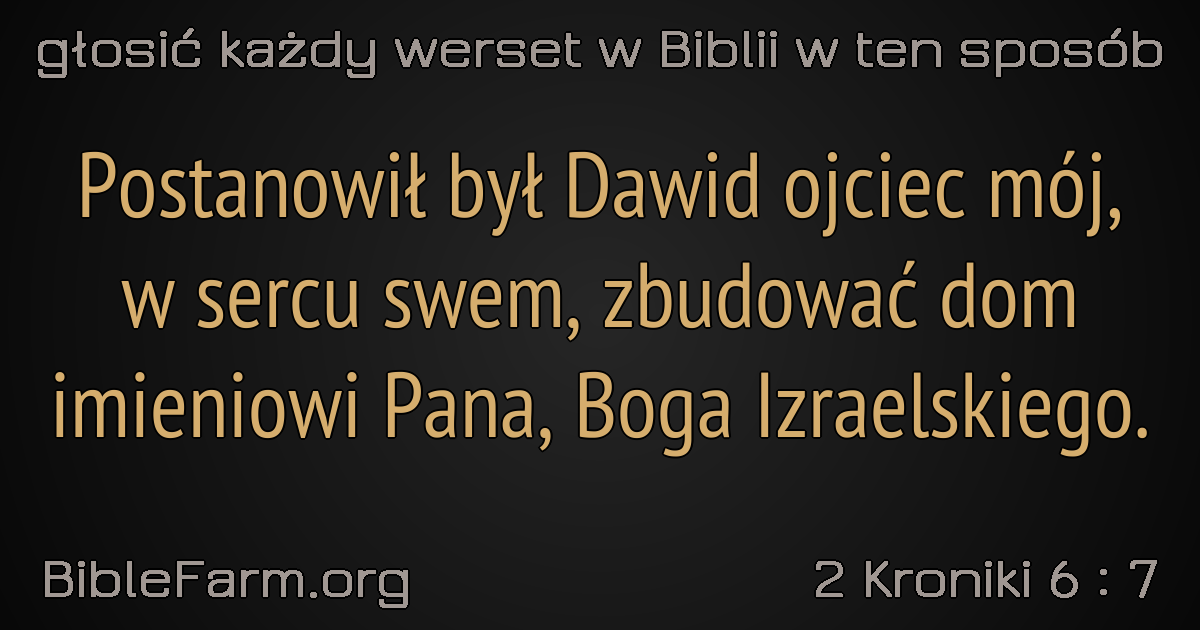 głosić każdy werset w Biblii w ten sposób
Postanowił był Dawid ojciec mój,
w sercu swem, zbudować dom
imieniowi Pana, Boga Izraelskiego.
BibleFarm.org
2 Kroniki 6 : 7